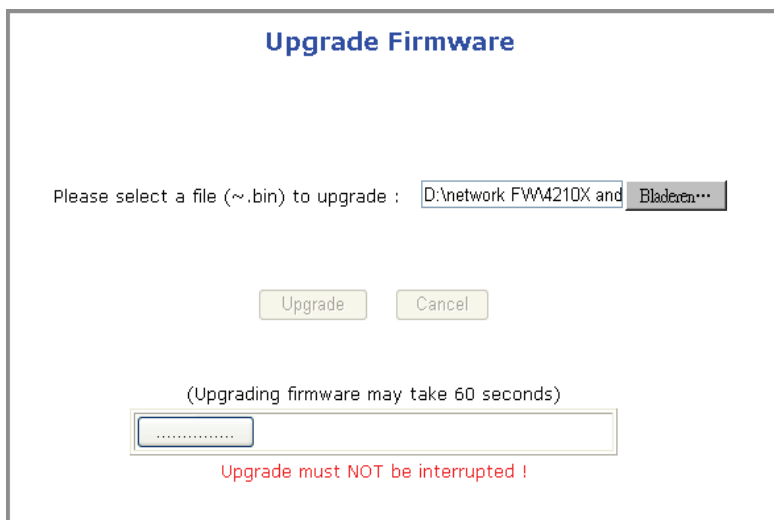 Upgrade Firmware
Please select a file (~.bin) to upgrade : D:\network FW\4210X and Bladeren...
Upgrade Cancel
(Upgrading firmware may take 60 seconds)
...............
Upgrade must NOT be interrupted !